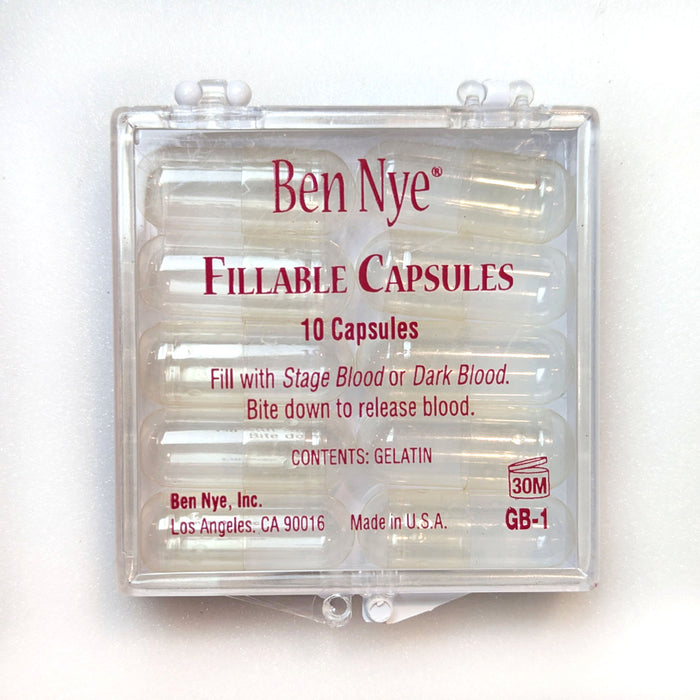 Ben Nye®
FILLABLE CAPSULES
10 Capsules
Fill with Stage Blood or Dark Blood.
Bite down to release blood.
CONTENTS: GELATIN
30M
Ben Nye, Inc.
Los Angeles, CA 90016 Made in U.S.A. GB-1